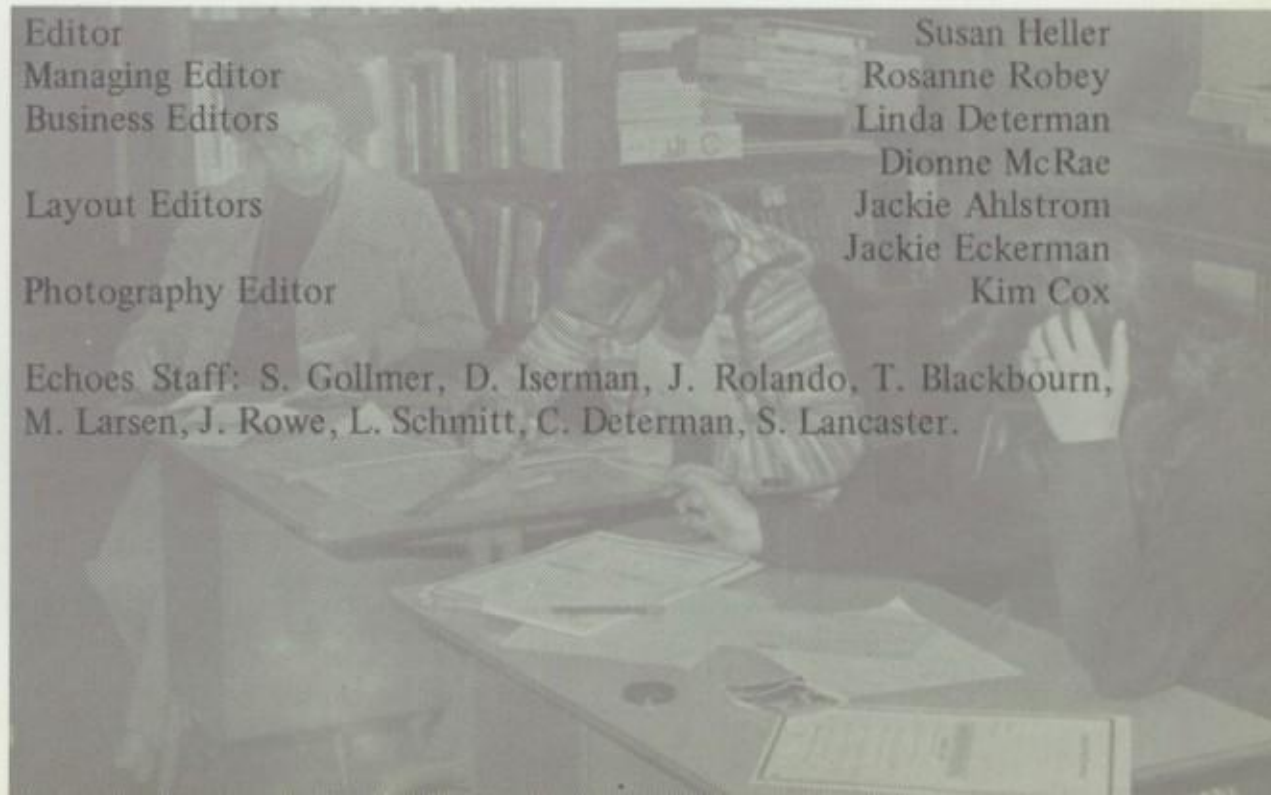 Editor Susan Heller
Managing Editor Rosanne Robey
Business Editors Linda Determan
Dionne McRae
Layout Editors Jackie Ahlstrom
Jackie Eckerman
Photography Editor Kim Cox
Echoes Staff: S. Gollmer, D. Iserman, J. Rolando, T. Blackbourn,
M. Larsen, J. Rowe, L. Schmitt, C. Determan, S. Lancaster.